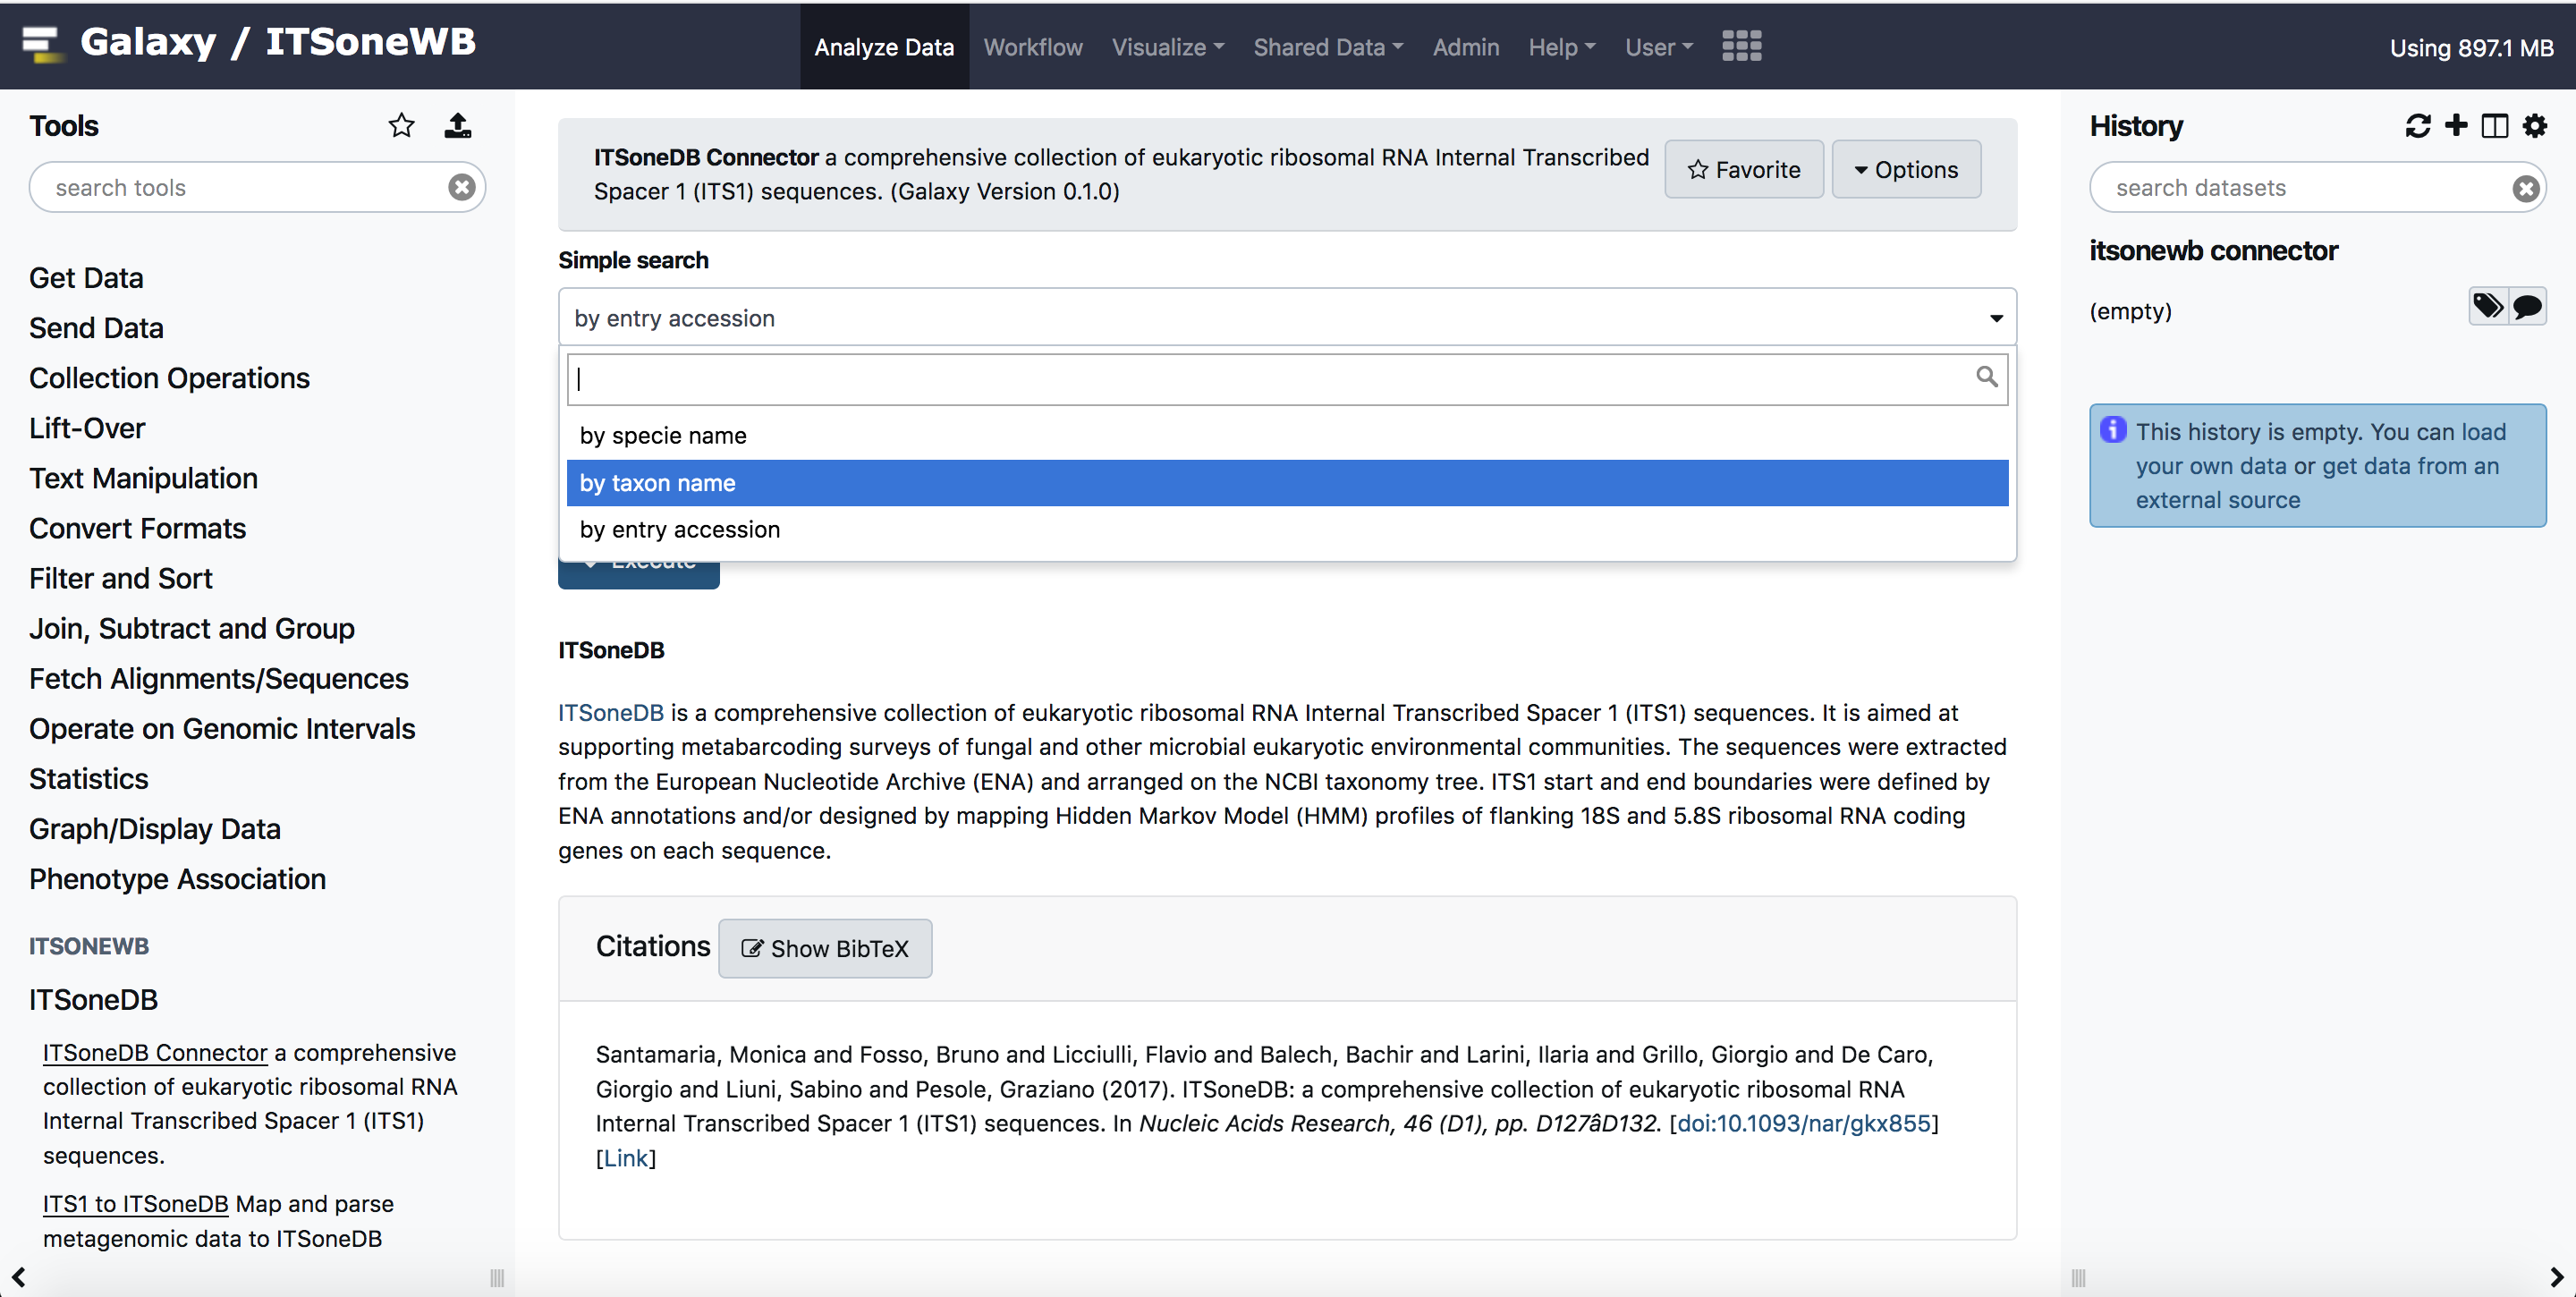 Galaxy / ITSoneWB
Analyze Data
Workflow
Visualize
Shared Data
Admin
Help
User
Using 897.1 MB
Tools
search tools
Get Data
Send Data
Collection Operations
Lift-Over
Text Manipulation
Convert Formats
Filter and Sort
Join, Subtract and Group
Fetch Alignments/Sequences
Operate on Genomic Intervals
Statistics
Graph/Display Data
Phenotype Association
ITSONEWB
ITSoneDB
ITSoneDB Connector a comprehensive
collection of eukaryotic ribosomal RNA
Internal Transcribed Spacer 1 (ITS1)
sequences.
ITS1 to ITSoneDB Map and parse
metagenomic data to ITSoneDB
ITSoneDB Connector a comprehensive collection of eukaryotic ribosomal RNA Internal Transcribed
Spacer 1 (ITS1) sequences. (Galaxy Version 0.1.0)
Favorite
Options
Simple search
by entry accession
by specie name
by taxon name
by entry accession
Execute
ITSoneDB
ITSoneDB is a comprehensive collection of eukaryotic ribosomal RNA Internal Transcribed Spacer 1 (ITS1) sequences. It is aimed at
supporting metabarcoding surveys of fungal and other microbial eukaryotic environmental communities. The sequences were extracted
from the European Nucleotide Archive (ENA) and arranged on the NCBI taxonomy tree. ITS1 start and end boundaries were defined by
ENA annotations and/or designed by mapping Hidden Markov Model (HMM) profiles of flanking 18S and 5.8S ribosomal RNA coding
genes on each sequence.
Citations
Show BibTeX
Santamaria, Monica and Fosso, Bruno and Licciulli, Flavio and Balech, Bachir and Larini, Ilaria and Grillo, Giorgio and De Caro,
Giorgio and Liuni, Sabino and Pesole, Graziano (2017). ITSoneDB: a comprehensive collection of eukaryotic ribosomal RNA
Internal Transcribed Spacer 1 (ITS1) sequences. In Nucleic Acids Research, 46 (D1), pp. D127âD132. [doi:10.1093/nar/gkx855]
[Link]
History
search datasets
itsonewb connector
(empty)
This history is empty. You can load
your own data or get data from an
external source